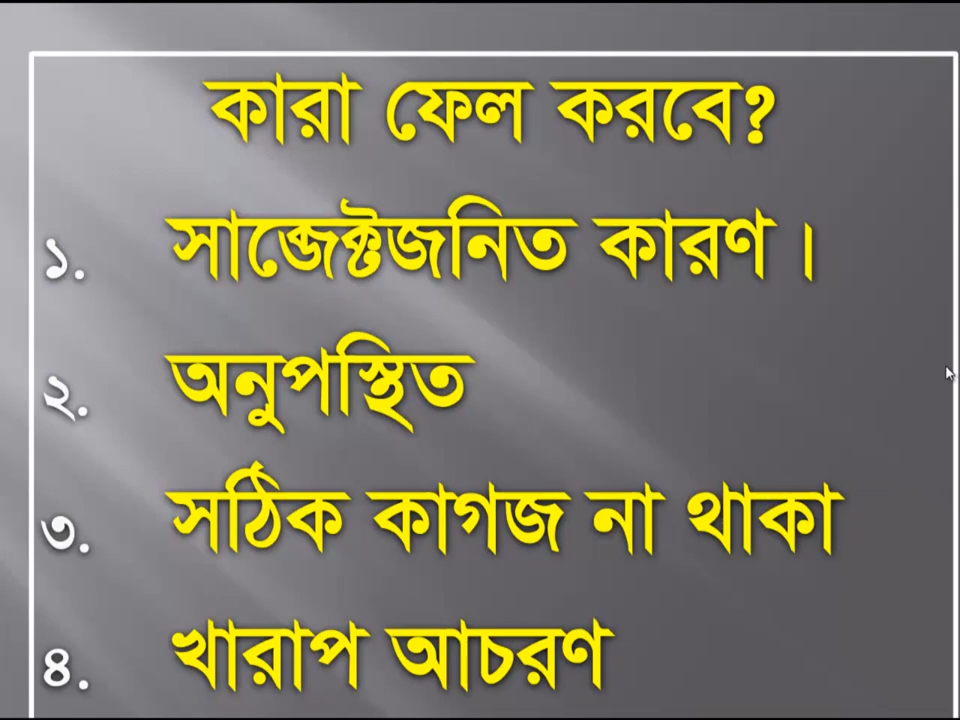 কারা ফেল করবে?
১. সাব্জেক্টজনিত কারণ ।
২. অনুপস্থিত
৩. সঠিক কাগজ না থাকা
৪. খারাপ আচরণ